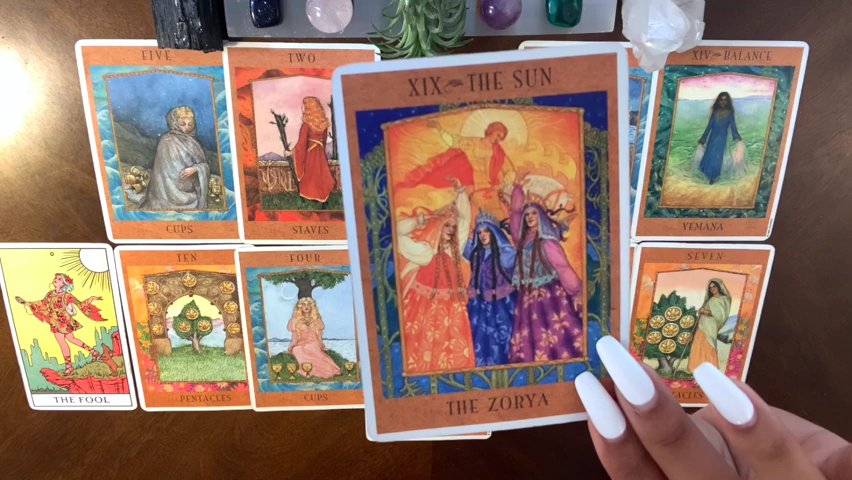 FIVE
CUPS
TWO
STAVES
XIX THE SUN
THE ZORYA
XIV BALANCE
YEMANA
0
THE FOOL
TEN
PENTACLES
FOUR
CUPS
SEVEN